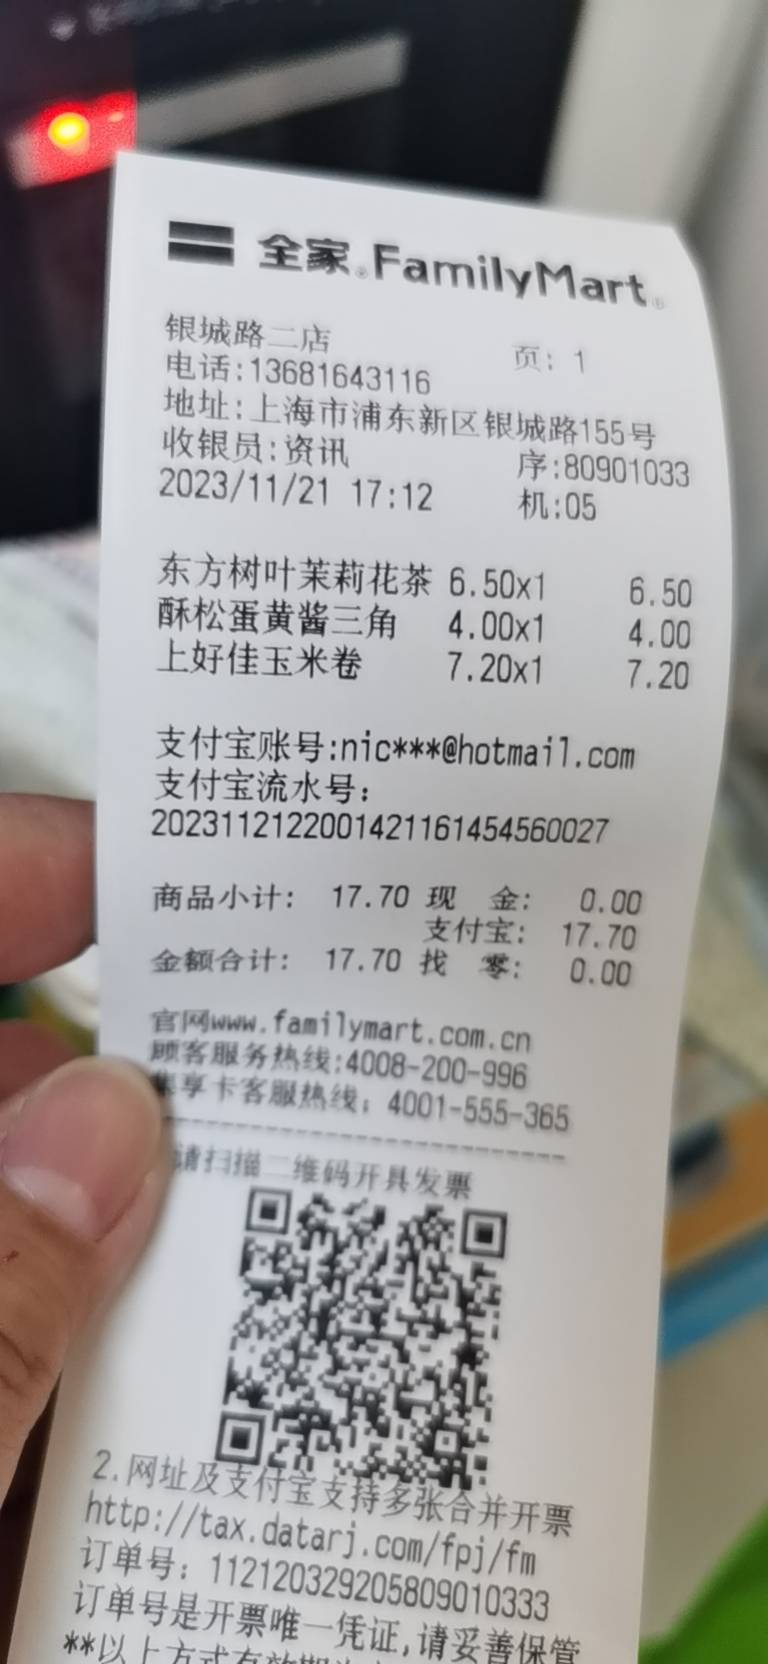 全家®FamilyMart®
银城路二店 页: 1
电话:13681643116
地址:上海市浦东新区银城路155号
收银员:资讯 序:80901033
2023/11/21 17:12 机:05
东方树叶茉莉花茶 6.50x1 6.50
酥松蛋黄酱三角 4.00x1 4.00
上好佳玉米卷 7.20x1 7.20
支付宝账号:nic***@hotmail.com
支付宝流水号:
2023112122001421161454560027
商品小计: 17.70 现 金: 0.00
支付宝: 17.70
金额合计: 17.70 找 零: 0.00
官网www.familymart.com.cn
顾客服务热线:4008-200-996
集享卡客服热线: 4001-555-365
请扫描二维码开具发票
2.网址及支付宝支持多张合并开票
http://tax.datarj.com/fpj/fm
订单号: 112120329205809010333
订单号是开票唯一凭证,请妥善保管
**以上方式有效期